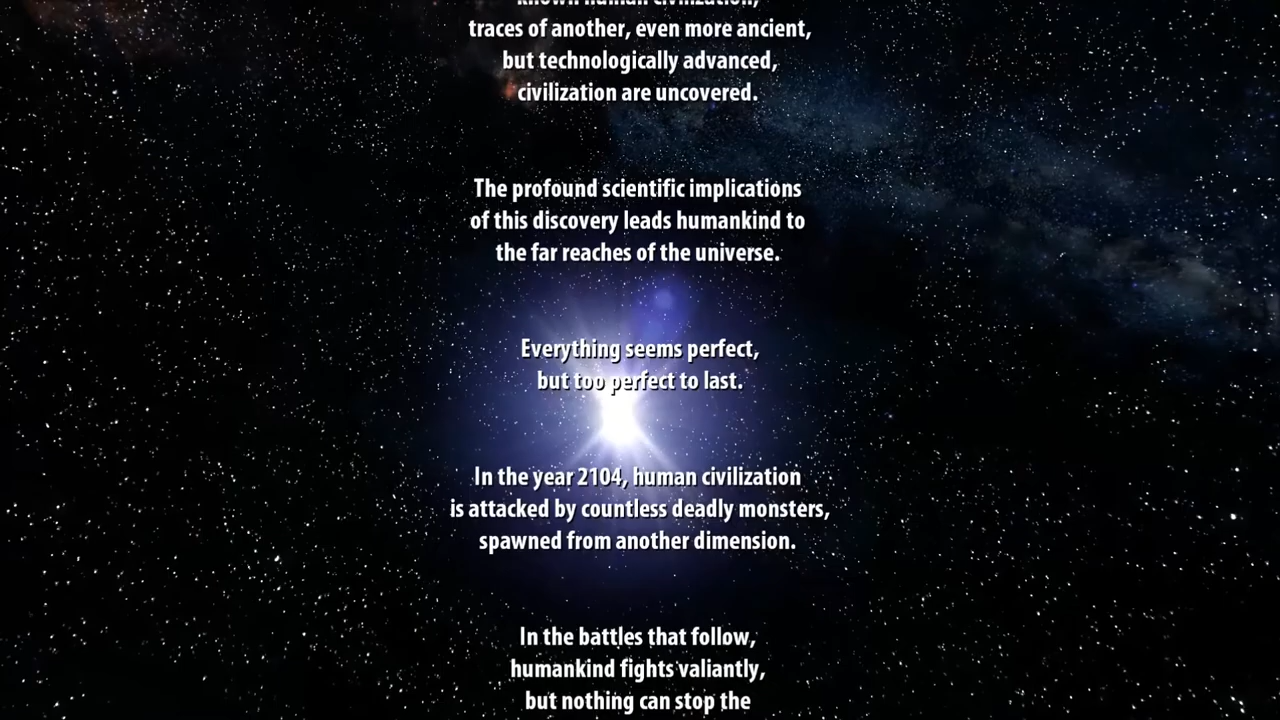 known human civilization,
traces of another, even more ancient,
but technologically advanced,
civilization are uncovered.
The profound scientific implications
of this discovery leads humankind to
the far reaches of the universe.
Everything seems perfect,
but too perfect to last.
In the year 2104, human civilization
is attacked by countless deadly monsters,
spawned from another dimension.
In the battles that follow,
humankind fights valiantly,
but nothing can stop the